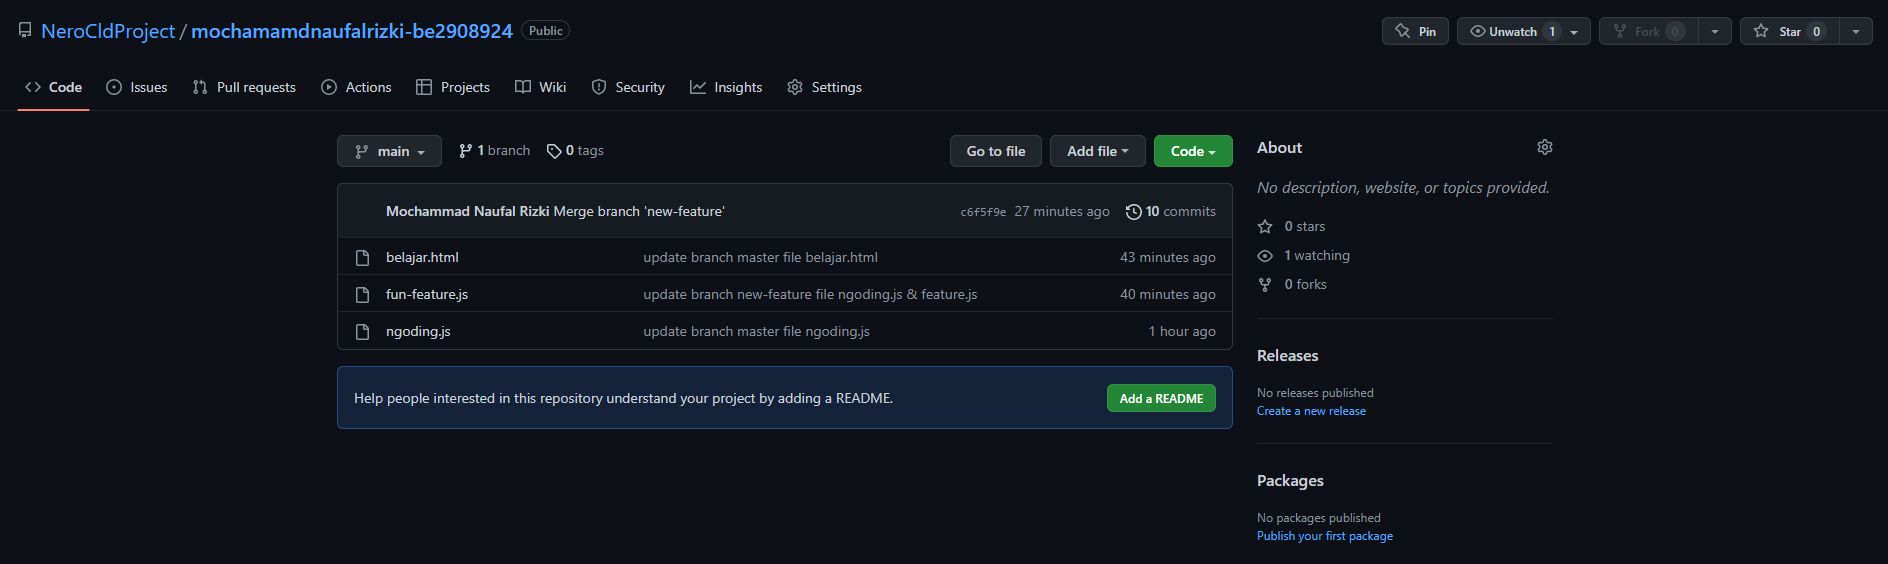 NeroCldProject / mochamamdnaufalrizki-be2908924 Public
Pin Unwatch 1 Fork 0 Star 0
Code Issues Pull requests Actions Projects Wiki Security Insights Settings
main 1 branch 0 tags Go to file Add file Code
Mochammad Naufal Rizki Merge branch 'new-feature' c6f5f9e 27 minutes ago 10 commits
belajar.html update branch master file belajar.html 43 minutes ago
fun-feature.js update branch new-feature file ngoding.js & feature.js 40 minutes ago
ngoding.js update branch master file ngoding.js 1 hour ago
Help people interested in this repository understand your project by adding a README. Add a README
About
No description, website, or topics provided.
0 stars
1 watching
0 forks
Releases
No releases published
Create a new release
Packages
No packages published
Publish your first package